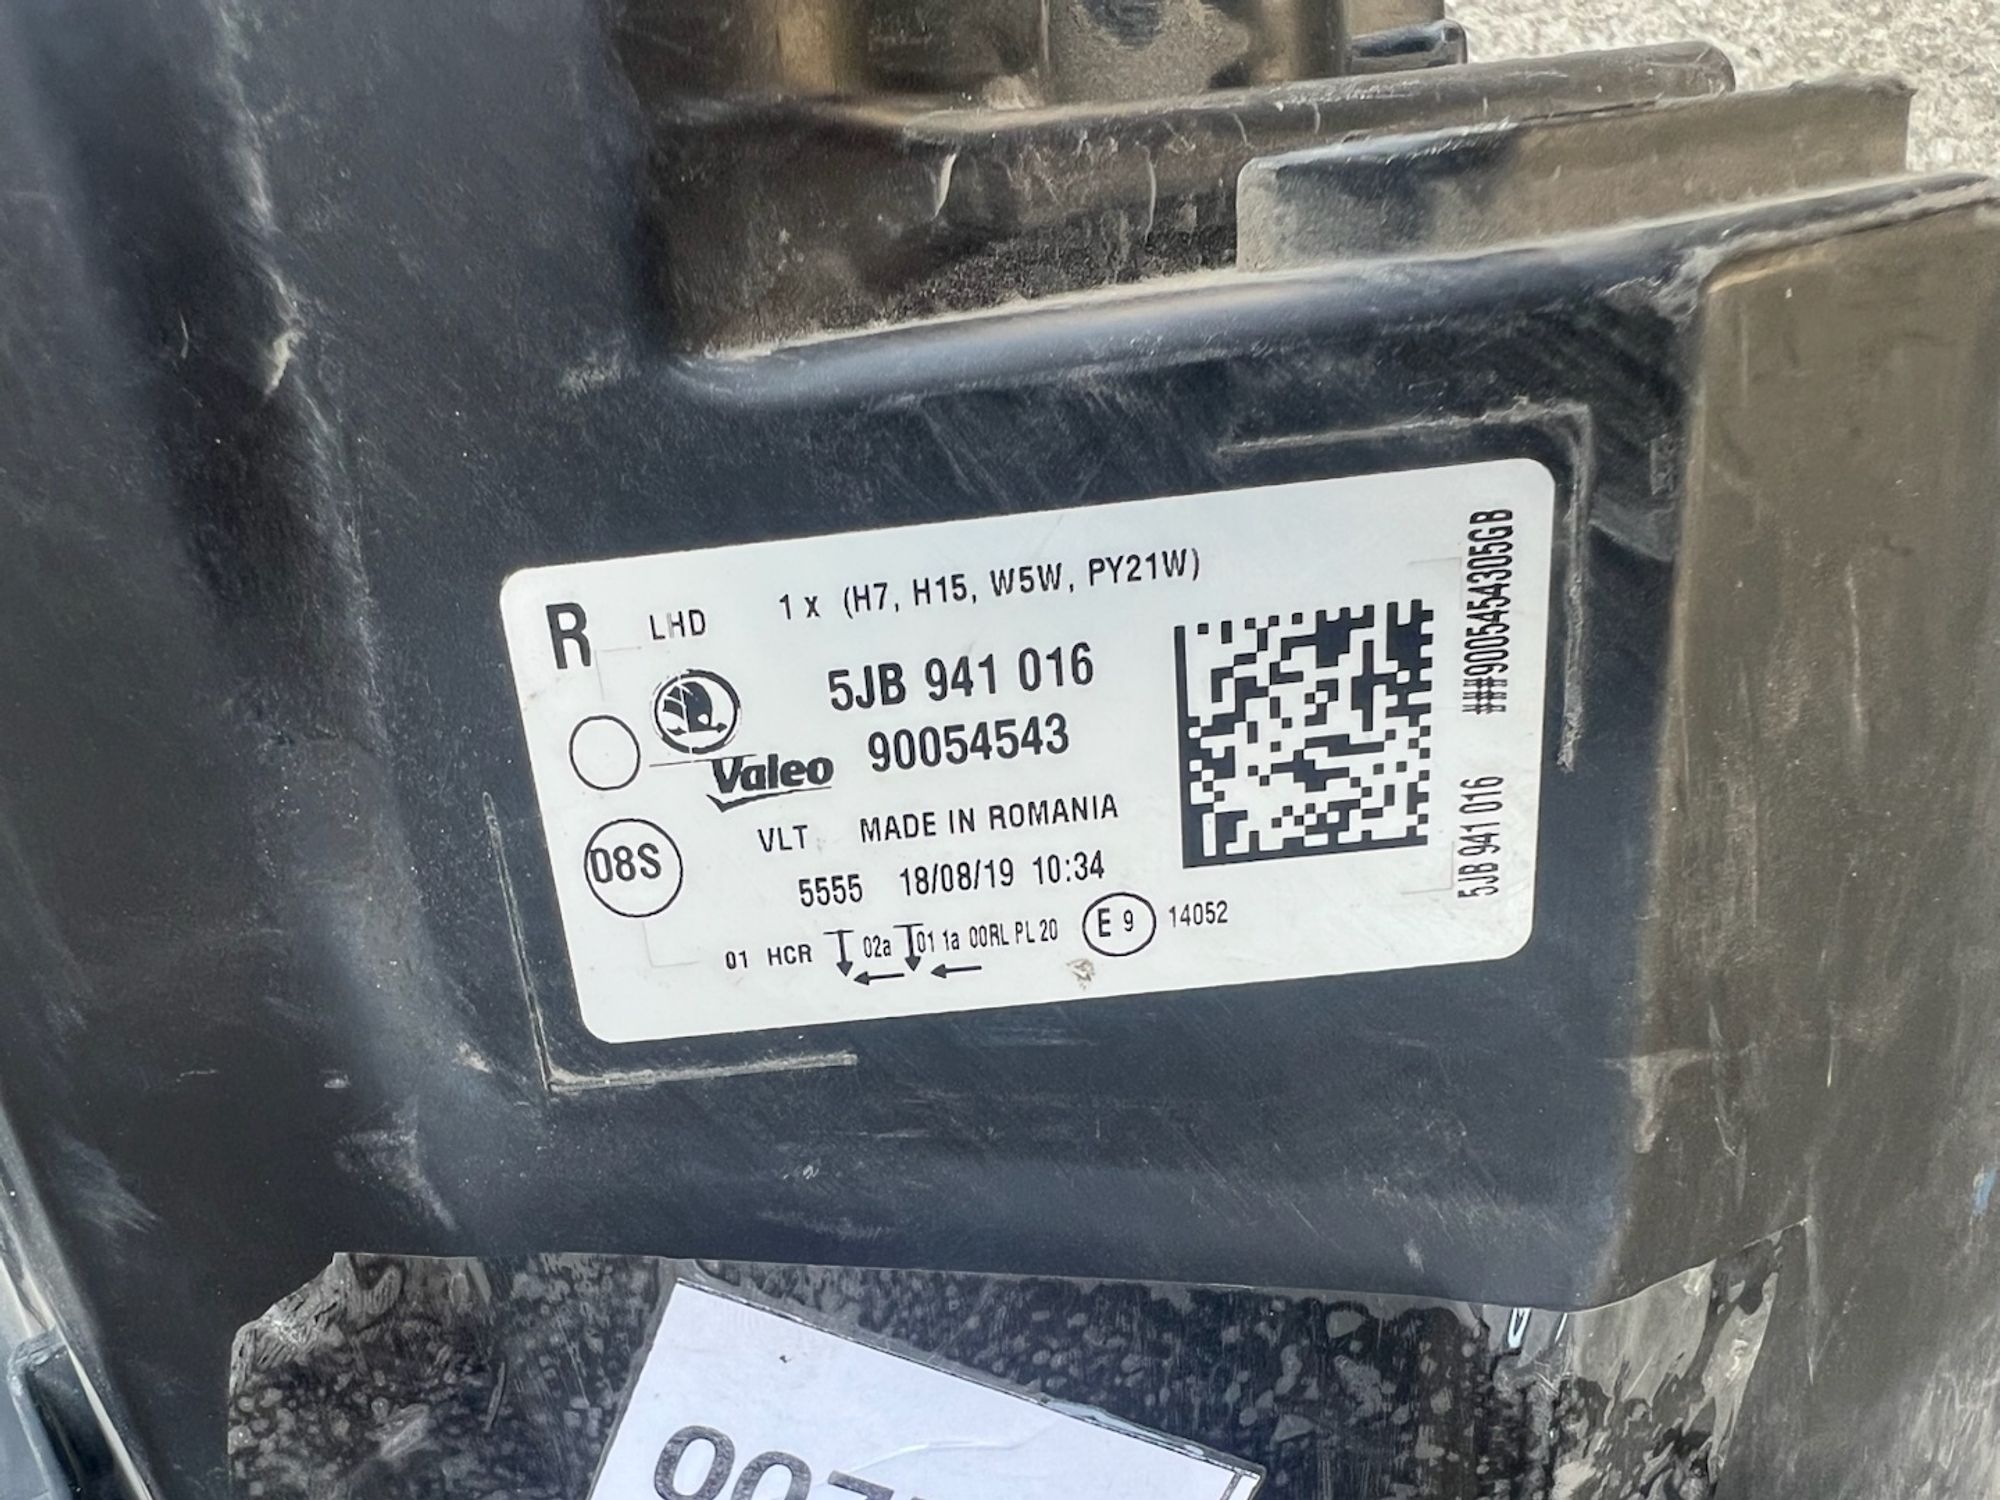 R LHD 1 x (H7, H15, W5W, PY21W)
5JB 941 016
Valeo 90054543
D8S
VLT MADE IN ROMANIA
5555 18/08/19 10:34
01 HCR 02a 01 1a 00RL PL 20 E 9 14052
5JB 941 016 ###9005454305GB